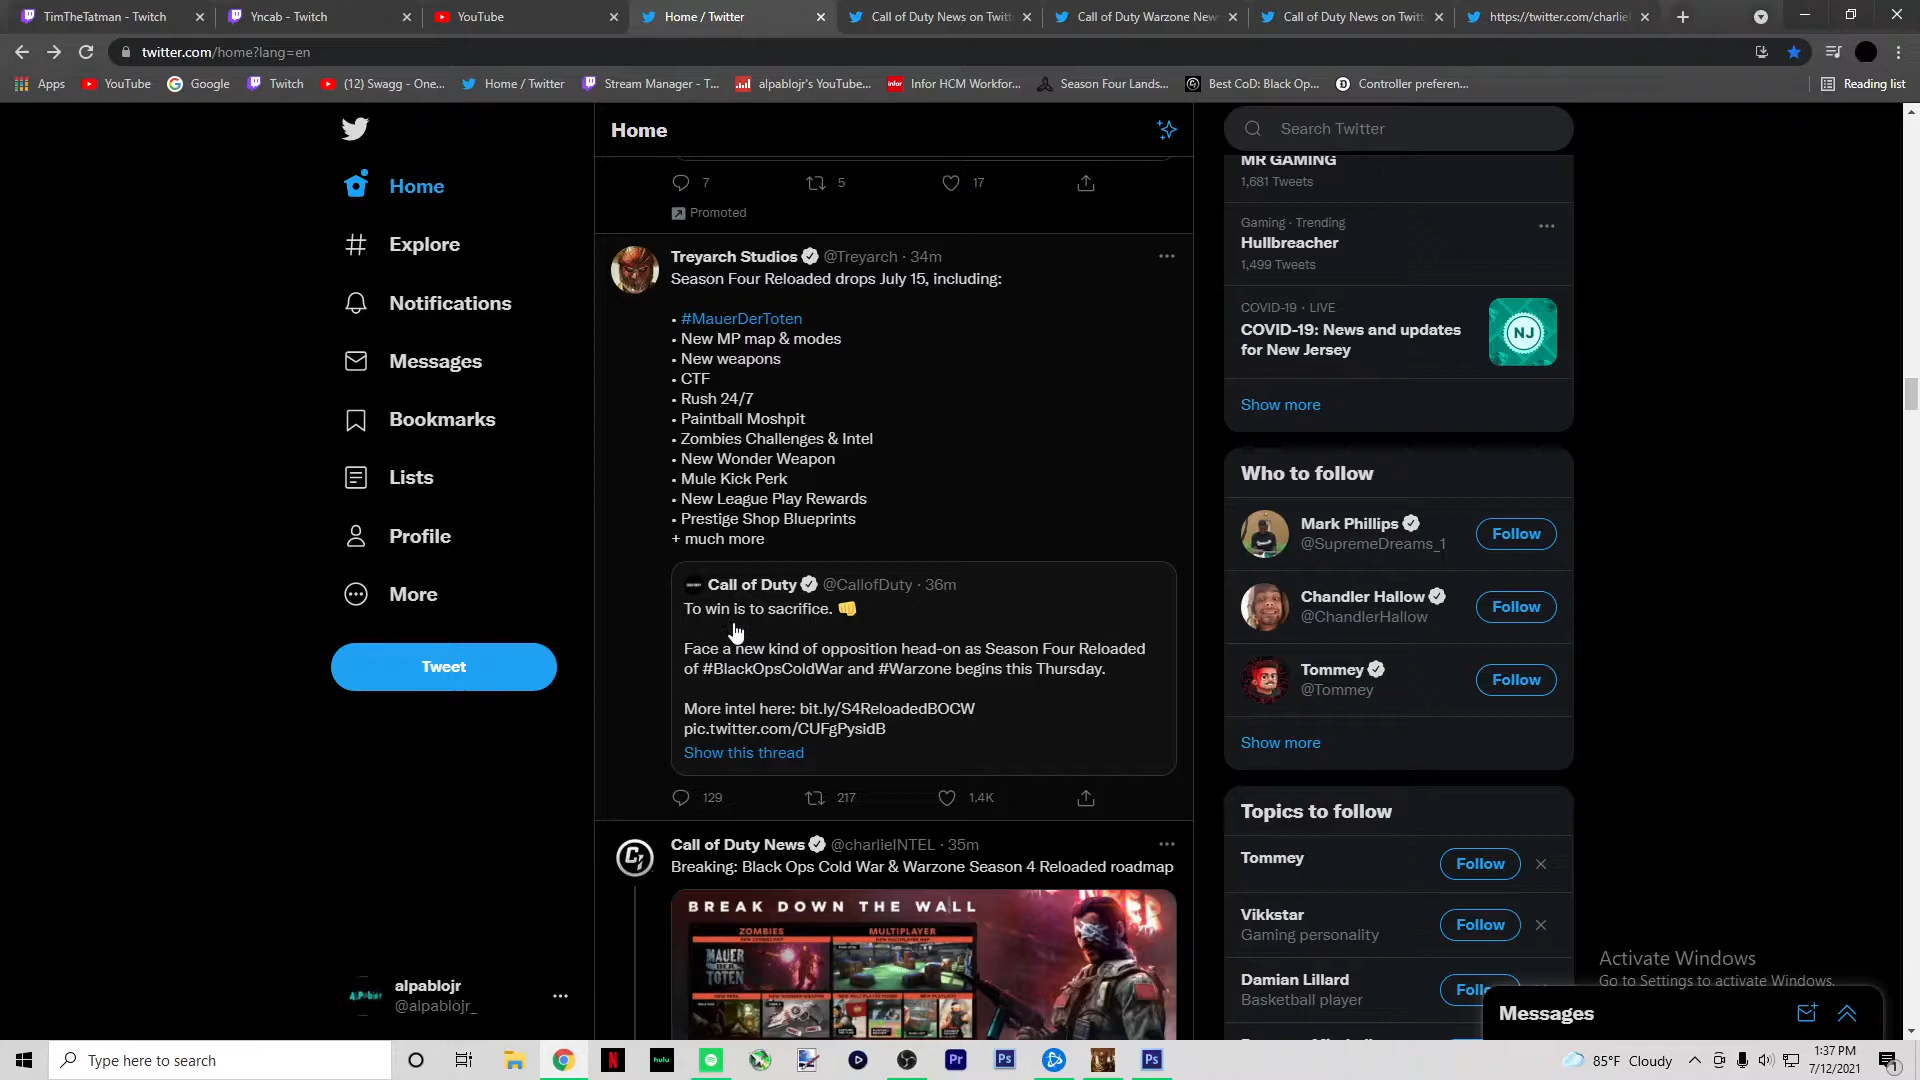 TimTheTatman - Twitch
Yncab - Twitch
YouTube
Home / Twitter
Call of Duty News on Twitt
Call of Duty Warzone New
Call of Duty News on Twitt
https://twitter.com/charlieI
twitter.com/home?lang=en
Apps
YouTube
Google
Twitch
(12) Swagg - One...
Home / Twitter
Stream Manager - T...
alpablojr's YouTube...
Infor HCM Workfor...
Season Four Lands...
Best CoD: Black Op...
Controller preferen...
Reading list
Home
Explore
Notifications
Messages
Bookmarks
Lists
Profile
More
Tweet
alpablojr
@alpablojr_
Home
7
5
17
Promoted
Treyarch Studios @Treyarch · 34m
Season Four Reloaded drops July 15, including:
• #MauerDerToten
• New MP map & modes
• New weapons
• CTF
• Rush 24/7
• Paintball Moshpit
• Zombies Challenges & Intel
• New Wonder Weapon
• Mule Kick Perk
• New League Play Rewards
• Prestige Shop Blueprints
+ much more
Call of Duty @CallofDuty · 36m
To win is to sacrifice. 👊
Face a new kind of opposition head-on as Season Four Reloaded
of #BlackOpsColdWar and #Warzone begins this Thursday.
More intel here: bit.ly/S4ReloadedBOCW
pic.twitter.com/CUFgPysidB
Show this thread
129
217
1.4K
Call of Duty News @charlieINTEL · 35m
Breaking: Black Ops Cold War & Warzone Season 4 Reloaded roadmap
BREAK DOWN THE WALL
ZOMBIES
MULTIPLAYER
MAUER
DER
TOTEN
Search Twitter
MR GAMING
1,681 Tweets
Gaming · Trending
Hullbreacher
1,499 Tweets
COVID-19 · LIVE
COVID-19: News and updates
for New Jersey
NJ
Show more
Who to follow
Mark Phillips
@SupremeDreams_1
Follow
Chandler Hallow
@ChandlerHallow
Follow
Tommey
@Tommey
Follow
Show more
Topics to follow
Tommey
Follow
Vikkstar
Gaming personality
Follow
Damian Lillard
Basketball player
Activate Windows
Go to Settings to activate Windows.
Messages
Type here to search
hulu
Pr
Ps
Ps
85°F Cloudy
1:37 PM
7/12/2021
1